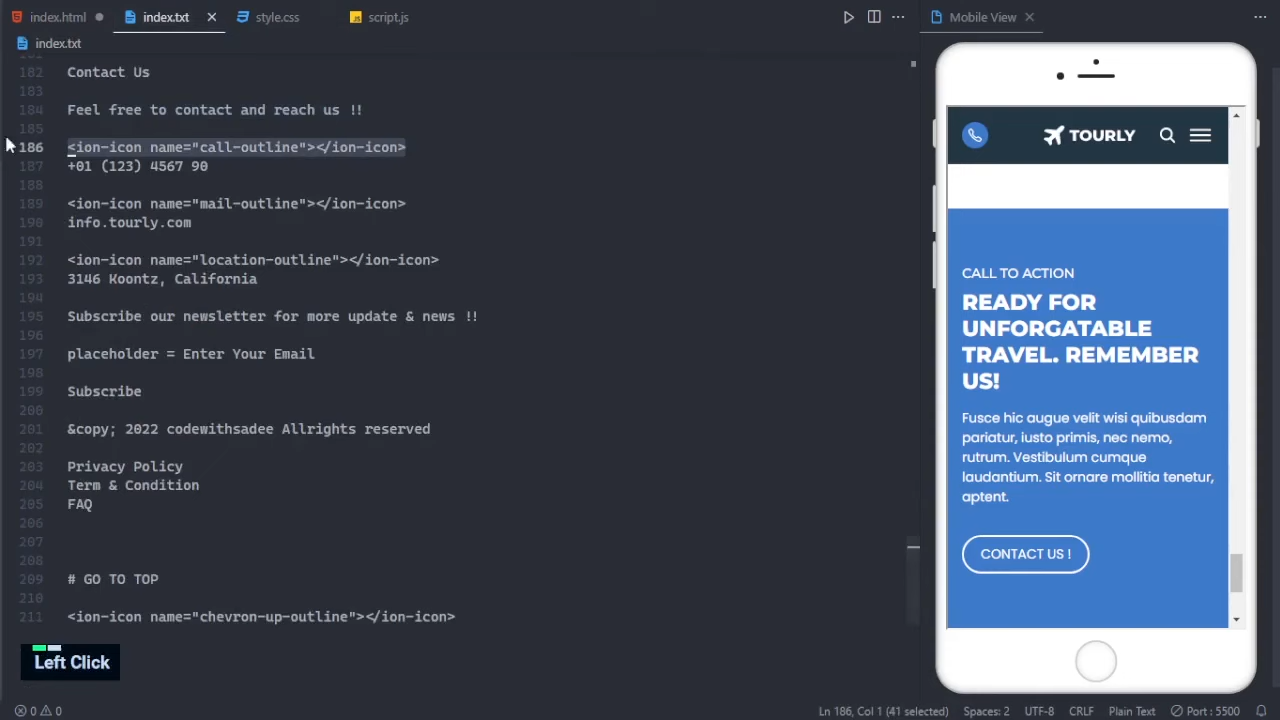 index.html
index.txt
style.css
script.js
Mobile View
index.txt
182 Contact Us
183
184 Feel free to contact and reach us !!
185
186 <ion-icon name="call-outline"></ion-icon>
187 +01 (123) 4567 90
188
189 <ion-icon name="mail-outline"></ion-icon>
190 info.tourly.com
191
192 <ion-icon name="location-outline"></ion-icon>
193 3146 Koontz, California
194
195 Subscribe our newsletter for more update & news !!
196
197 placeholder = Enter Your Email
198
199 Subscribe
200
201 &copy; 2022 codewithsadee Allrights reserved
202
203 Privacy Policy
204 Term & Condition
205 FAQ
206
207
208
209 # GO TO TOP
210
211 <ion-icon name="chevron-up-outline"></ion-icon>
Left Click
TOURLY
CALL TO ACTION
READY FOR
UNFORGATABLE
TRAVEL. REMEMBER
US!
Fusce hic augue velit wisi quibusdam
pariatur, iusto primis, nec nemo,
rutrum. Vestibulum cumque
laudantium. Sit ornare mollitia tenetur,
aptent.
CONTACT US !
0 0
Ln 186, Col 1 (41 selected)
Spaces: 2
UTF-8
CRLF
Plain Text
Port : 5500